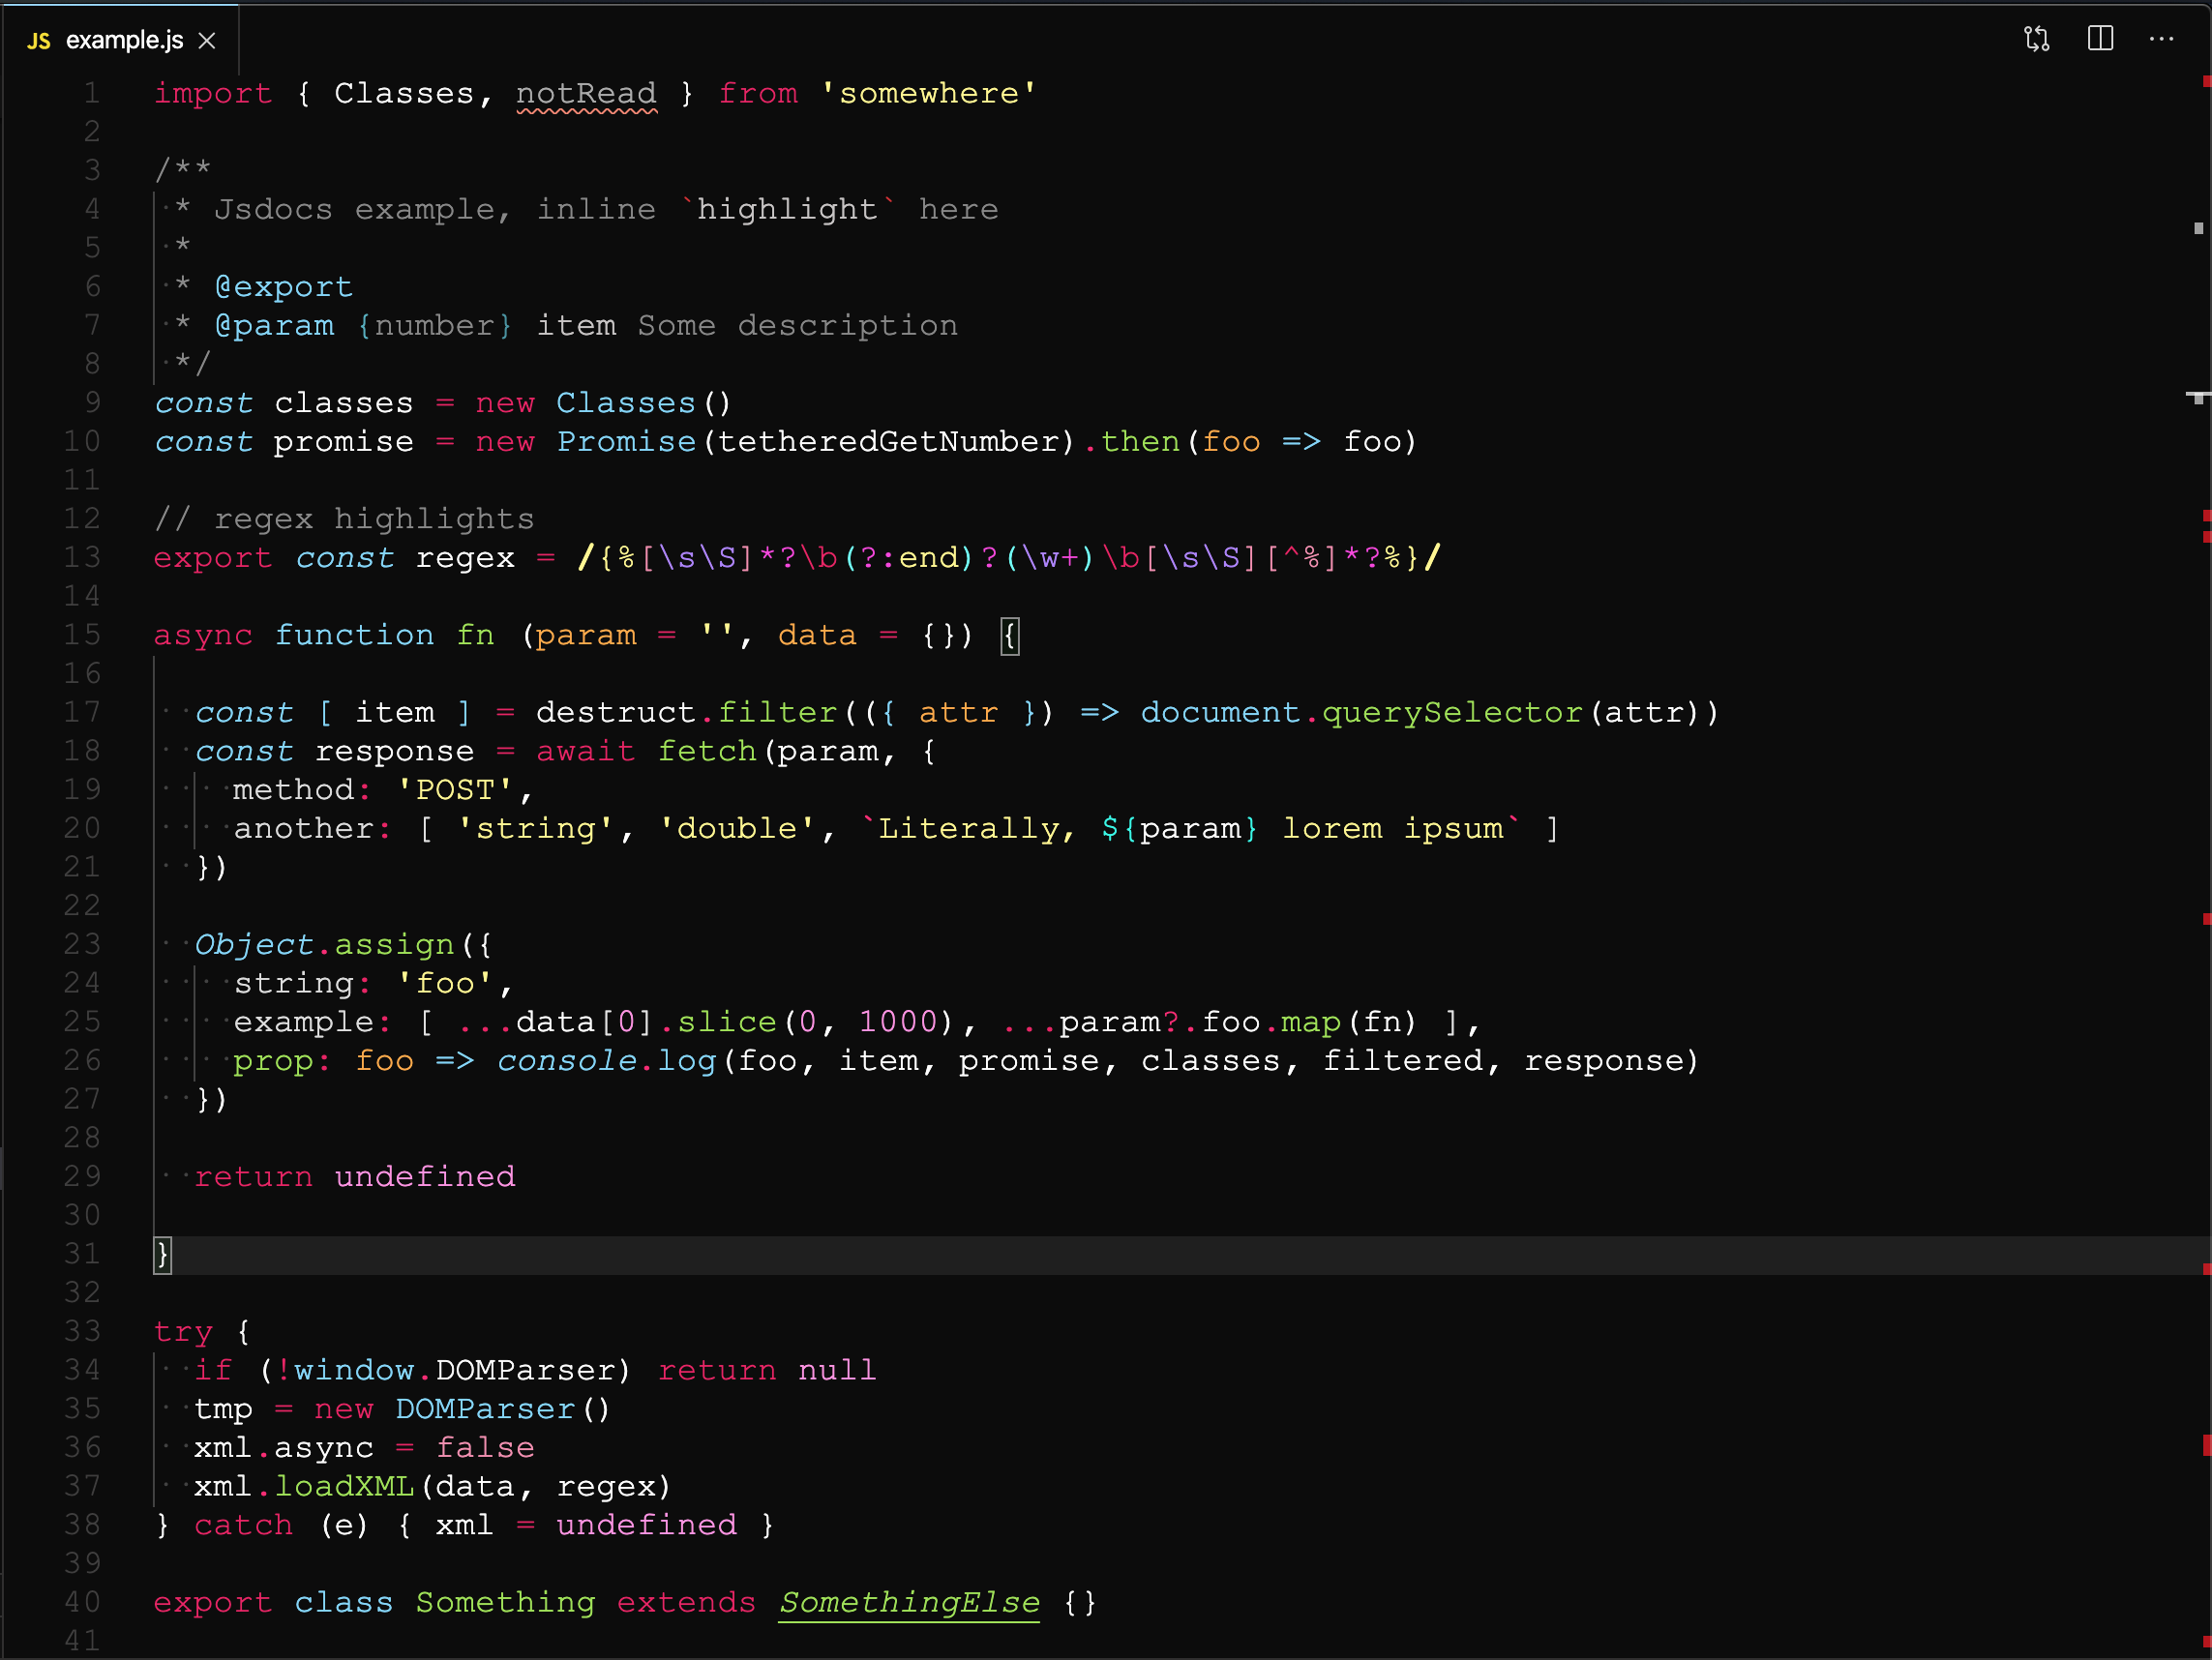 JS example.js
1 import { Classes, notRead } from 'somewhere'
2
3 /**
4  * Jsdocs example, inline `highlight` here
5  *
6  * @export
7  * @param {number} item Some description
8  */
9 const classes = new Classes()
10 const promise = new Promise(tetheredGetNumber).then(foo => foo)
11
12 // regex highlights
13 export const regex = /{%[\s\S]*?\b(?:end)?(\w+)\b[\s\S][^%]*?%}/
14
15 async function fn (param = '', data = {}) {
16
17   const [ item ] = destruct.filter(({ attr }) => document.querySelector(attr))
18   const response = await fetch(param, {
19     method: 'POST',
20     another: [ 'string', 'double', `Literally, ${param} lorem ipsum` ]
21   })
22
23   Object.assign({
24     string: 'foo',
25     example: [ ...data[0].slice(0, 1000), ...param?.foo.map(fn) ],
26     prop: foo => console.log(foo, item, promise, classes, filtered, response)
27   })
28
29   return undefined
30
31 }
32
33 try {
34   if (!window.DOMParser) return null
35   tmp = new DOMParser()
36   xml.async = false
37   xml.loadXML(data, regex)
38 } catch (e) { xml = undefined }
39
40 export class Something extends SomethingElse {}
41